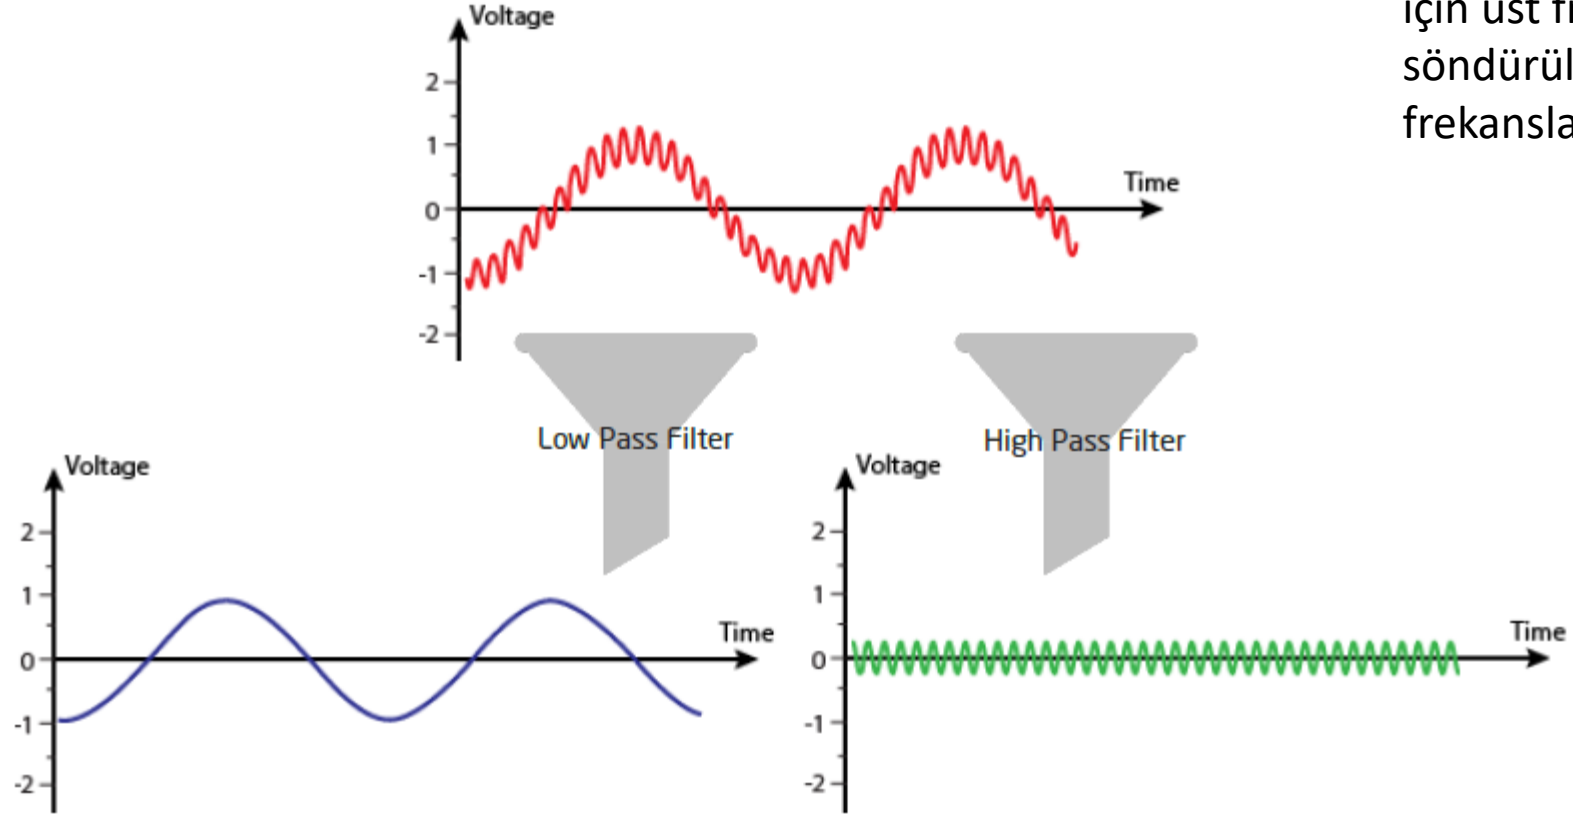 Voltage
için üst
söndürül
frekansla
2
1
0
-1
-2
Time
Low Pass Filter
High Pass Filter
Voltage
2
1
0
-1
-2
Time
Voltage
2
1
0
-1
-2
Time